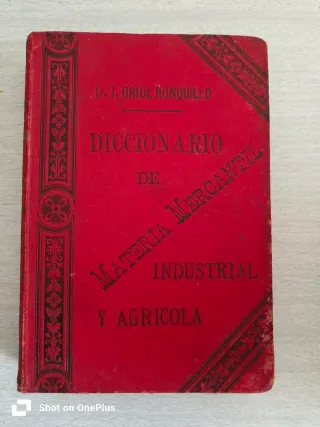 D. J. ORIOL RONQUILLO
DICCIONARIO
DE
MATERIA MERCANTIL
INDUSTRIAL
Y AGRICOLA
Shot on OnePlus